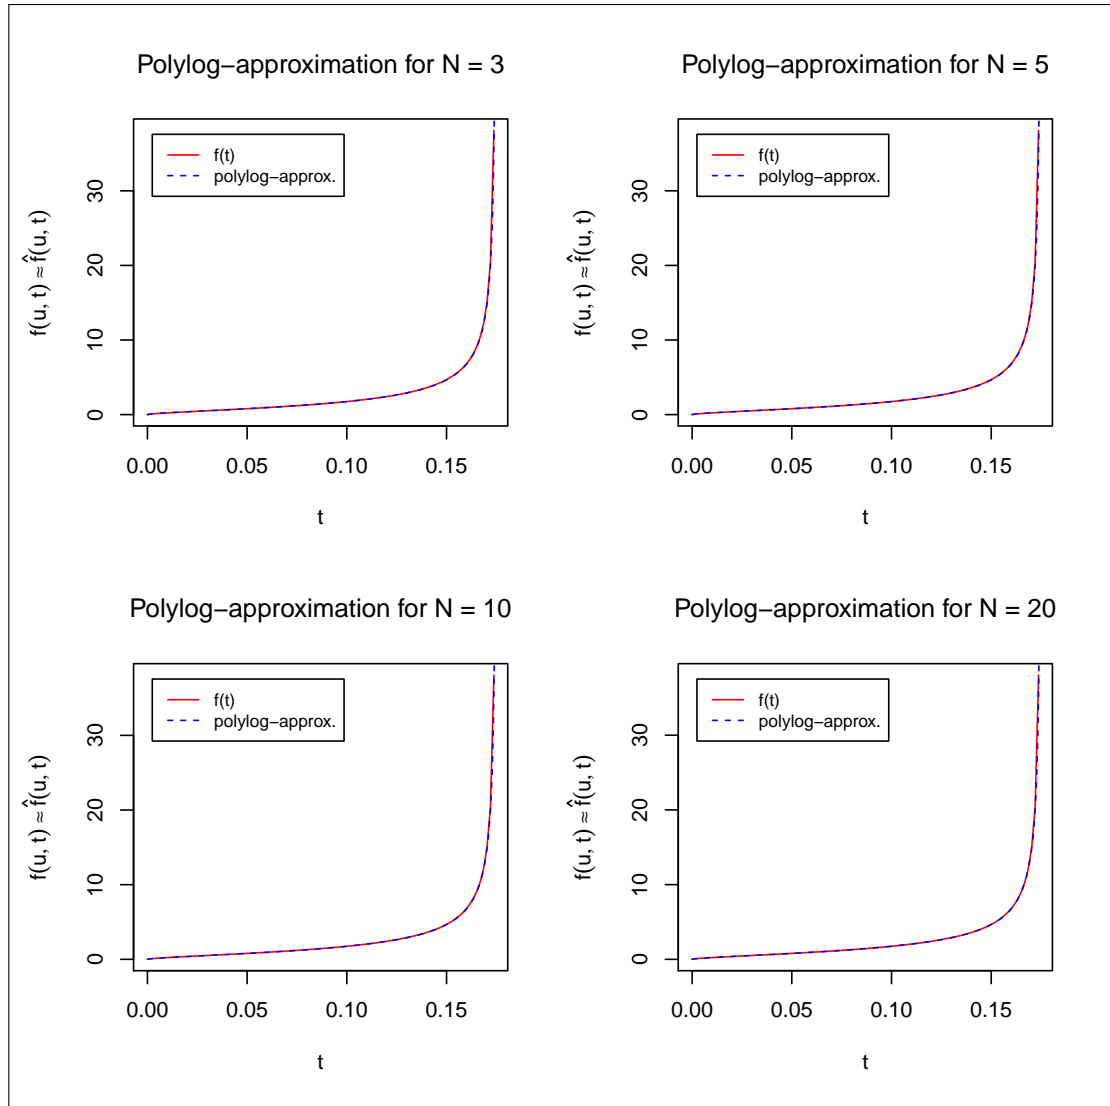 Polylog−approximation for N = 3
f(u, t) ≈ f̂(u, t)
30
20
10
0
f(t)
polylog−approx.
0.00 0.05 0.10 0.15
t
Polylog−approximation for N = 5
f(u, t) ≈ f̂(u, t)
30
20
10
0
f(t)
polylog−approx.
0.00 0.05 0.10 0.15
t
Polylog−approximation for N = 10
f(u, t) ≈ f̂(u, t)
30
20
10
0
f(t)
polylog−approx.
0.00 0.05 0.10 0.15
t
Polylog−approximation for N = 20
f(u, t) ≈ f̂(u, t)
30
20
10
0
f(t)
polylog−approx.
0.00 0.05 0.10 0.15
t